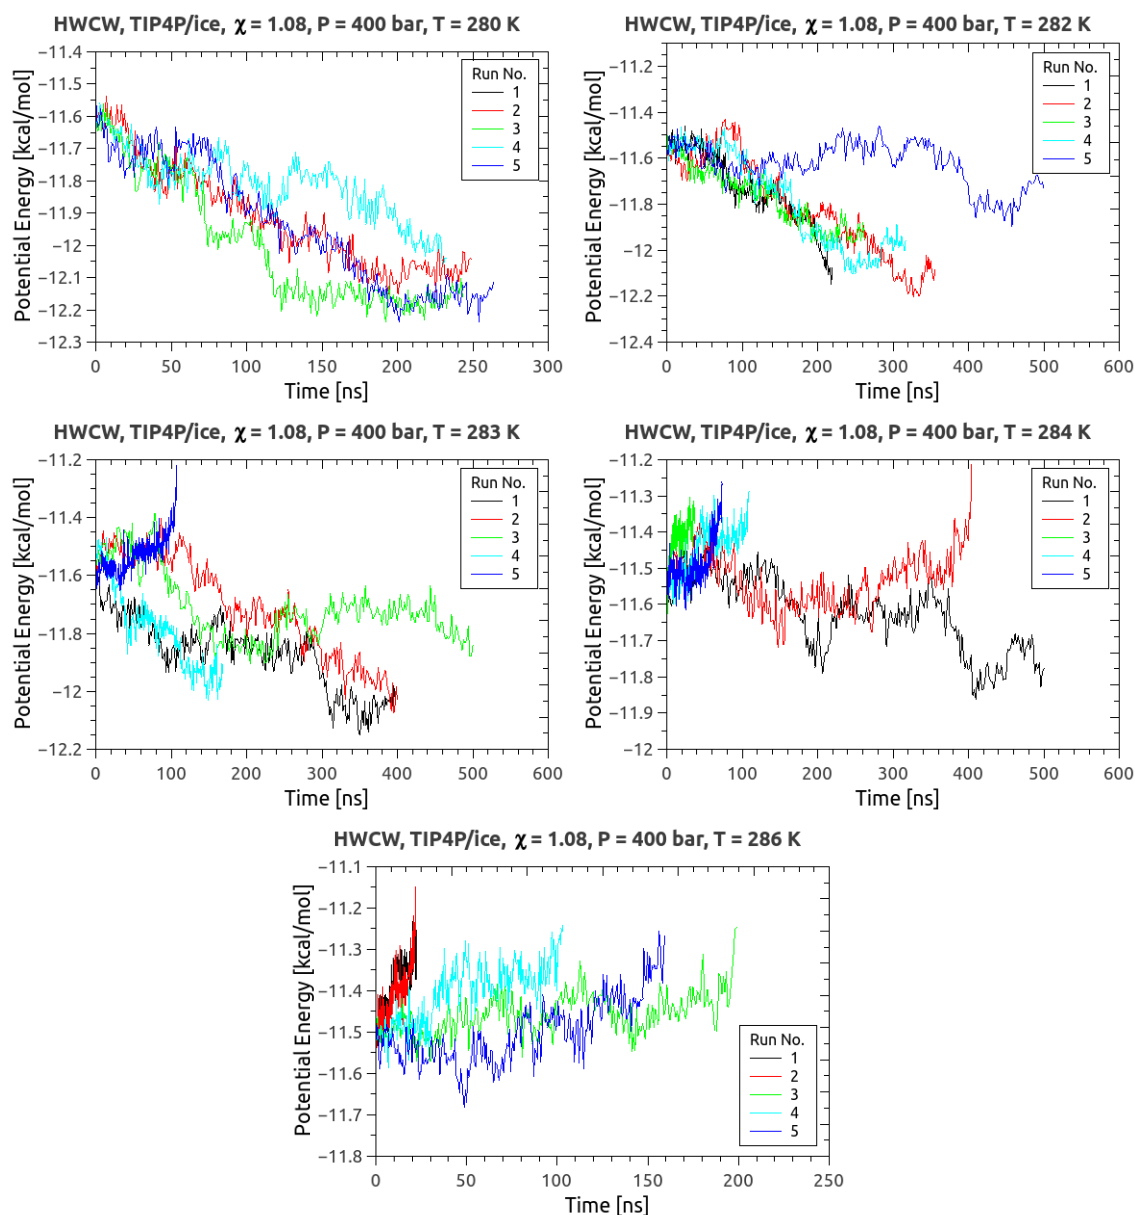 HWCW, TIP4P/ice, χ = 1.08, P = 400 bar, T = 280 K
Potential Energy [kcal/mol]
−11.4
−11.5
−11.6
−11.7
−11.8
−11.9
−12
−12.1
−12.2
−12.3
Run No.
1
2
3
4
5
0 50 100 150 200 250 300
Time [ns]
HWCW, TIP4P/ice, χ = 1.08, P = 400 bar, T = 282 K
Potential Energy [kcal/mol]
−11.2
−11.4
−11.6
−11.8
−12
−12.2
−12.4
Run No.
1
2
3
4
5
0 100 200 300 400 500 600
Time [ns]
HWCW, TIP4P/ice, χ = 1.08, P = 400 bar, T = 283 K
Potential Energy [kcal/mol]
−11.2
−11.4
−11.6
−11.8
−12
−12.2
Run No.
1
2
3
4
5
0 100 200 300 400 500 600
Time [ns]
HWCW, TIP4P/ice, χ = 1.08, P = 400 bar, T = 284 K
Potential Energy [kcal/mol]
−11.2
−11.3
−11.4
−11.5
−11.6
−11.7
−11.8
−11.9
−12
Run No.
1
2
3
4
5
0 100 200 300 400 500 600
Time [ns]
HWCW, TIP4P/ice, χ = 1.08, P = 400 bar, T = 286 K
Potential Energy [kcal/mol]
−11.1
−11.2
−11.3
−11.4
−11.5
−11.6
−11.7
−11.8
Run No.
1
2
3
4
5
0 50 100 150 200 250
Time [ns]